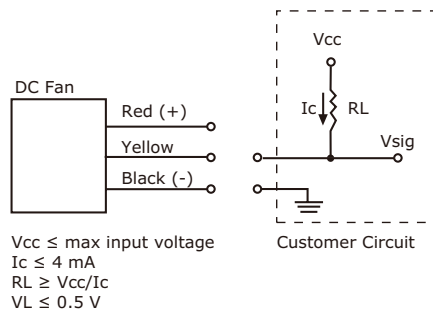 Vcc
DC Fan
Ic
RL
Red (+)
Vsig
Yellow
Black (-)
Vcc ≤ max input voltage
Customer Circuit
Ic ≤ 4 mA
RL ≥ Vcc/Ic
VL ≤ 0.5 V